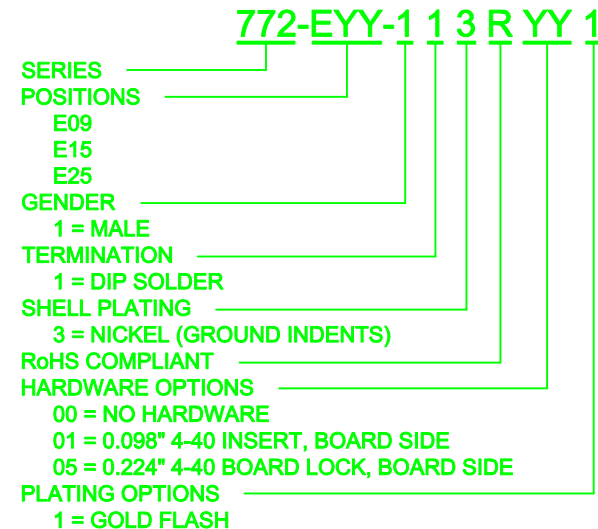 772-EYY-1 1 3 R YY 1
SERIES
POSITIONS
E09
E15
E25
GENDER
1 = MALE
TERMINATION
1 = DIP SOLDER
SHELL PLATING
3 = NICKEL (GROUND INDENTS)
RoHS COMPLIANT
HARDWARE OPTIONS
00 = NO HARDWARE
01 = 0.098" 4-40 INSERT, BOARD SIDE
05 = 0.224" 4-40 BOARD LOCK, BOARD SIDE
PLATING OPTIONS
1 = GOLD FLASH